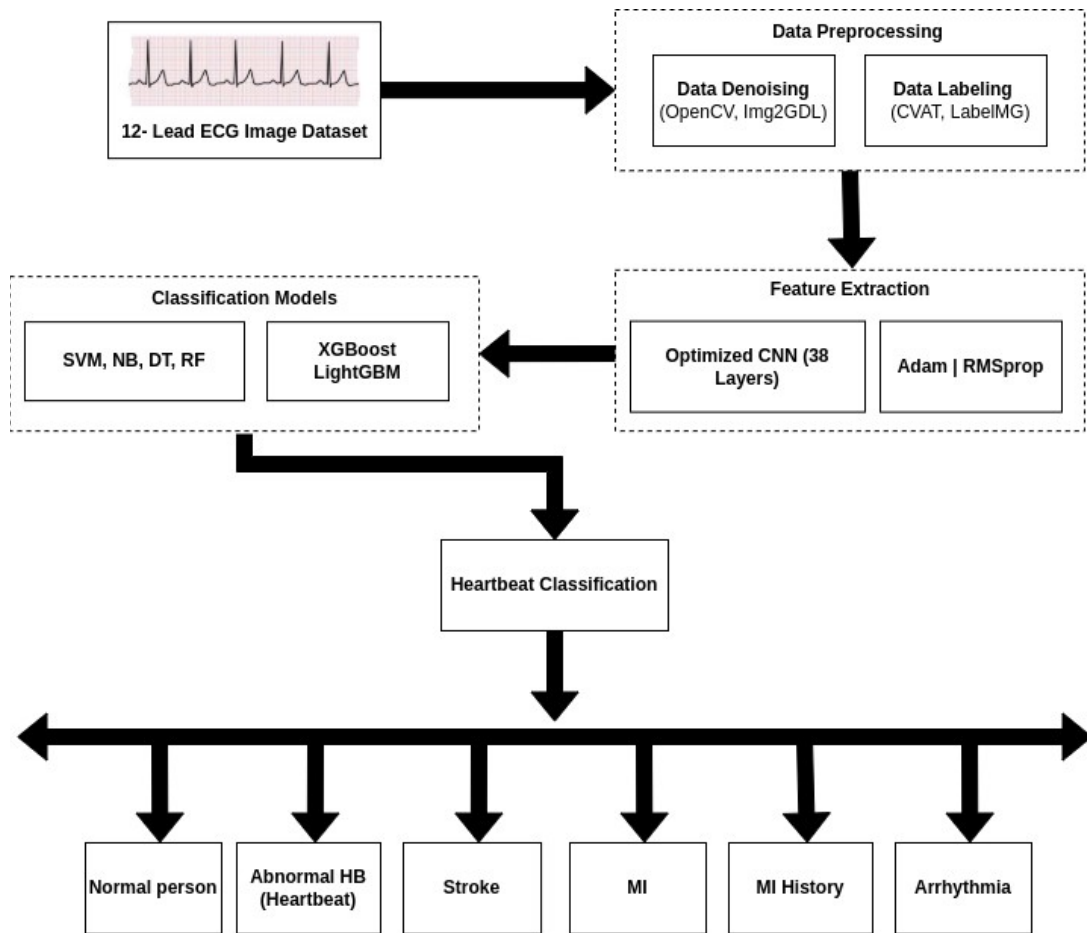 12- Lead ECG Image Dataset
Data Preprocessing
Data Denoising
(OpenCV, Img2GDL)
Data Labeling
(CVAT, LabelMG)
Feature Extraction
Optimized CNN (38
Layers)
Adam | RMSprop
Classification Models
SVM, NB, DT, RF
XGBoost
LightGBM
Heartbeat Classification
Normal person
Abnormal HB
(Heartbeat)
Stroke
MI
MI History
Arrhythmia